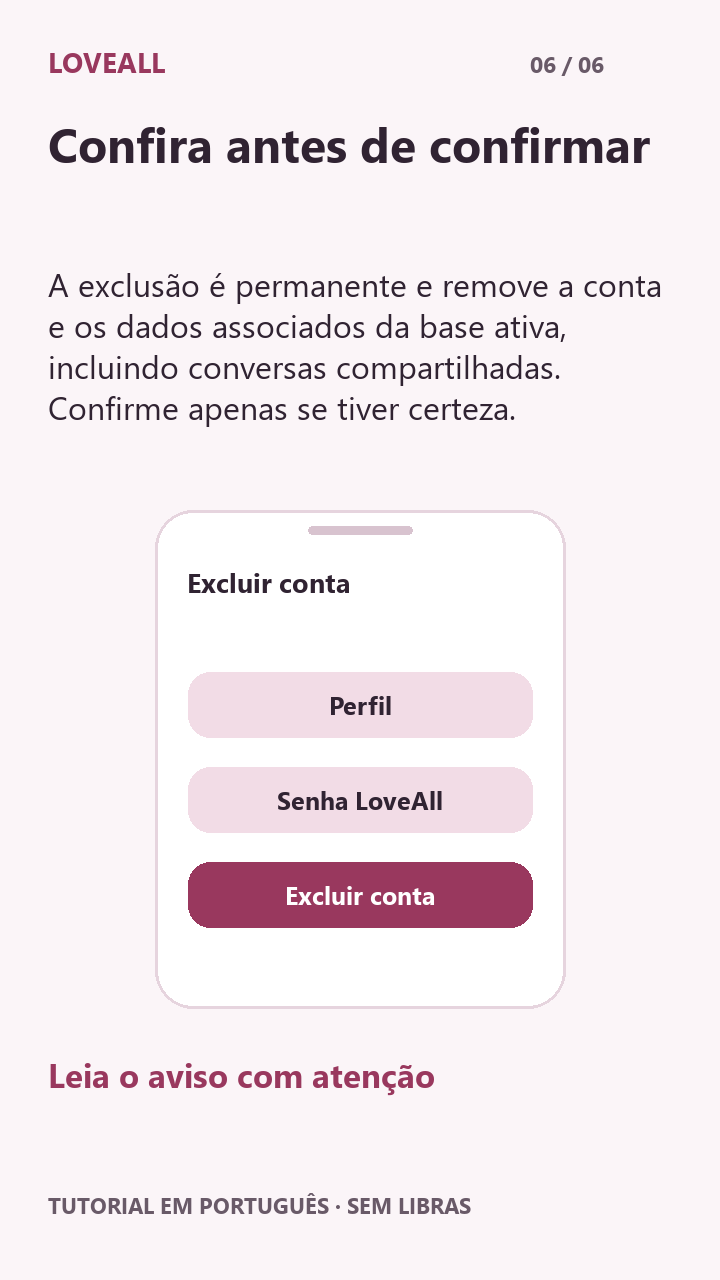 LOVEALL
06 / 06
Confira antes de confirmar
A exclusão é permanente e remove a conta
e os dados associados da base ativa,
incluindo conversas compartilhadas.
Confirme apenas se tiver certeza.
Excluir conta
Perfil
Senha LoveAll
Excluir conta
Leia o aviso com atenção
TUTORIAL EM PORTUGUÊS · SEM LIBRAS